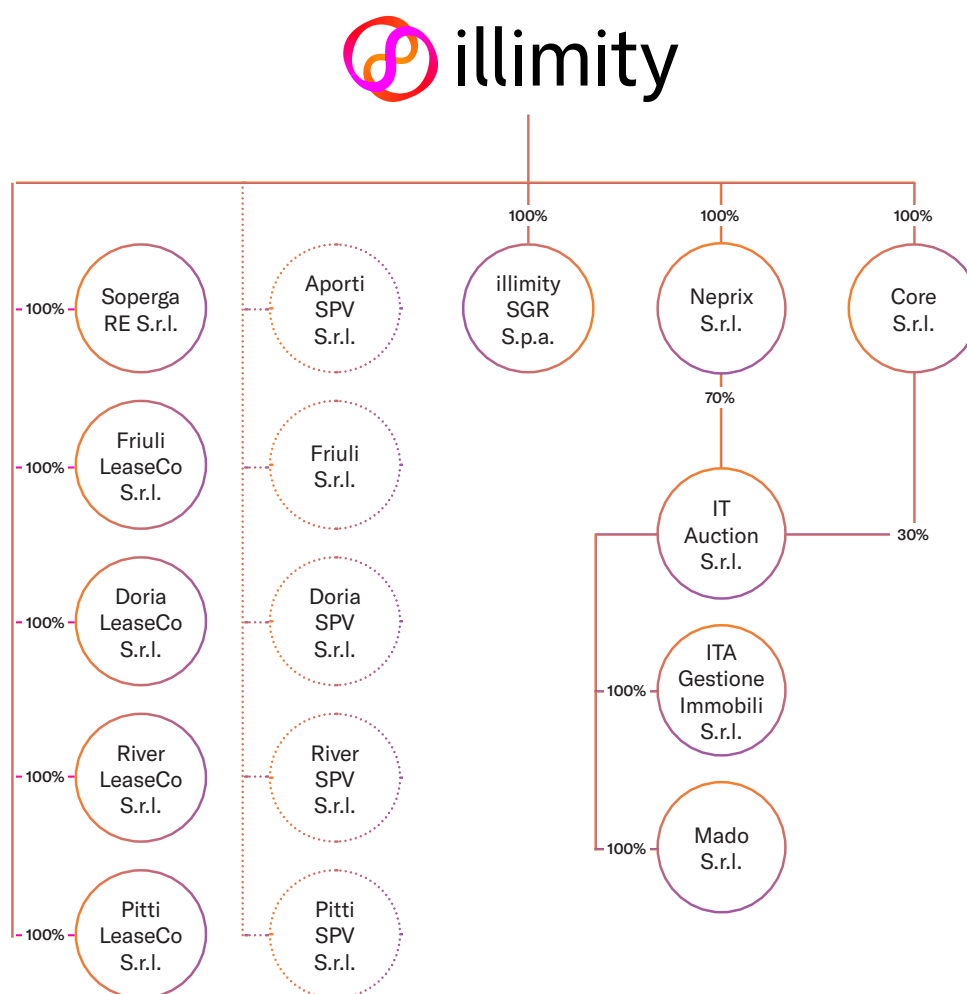 illimity
100%
100%
100%
100%
Soperga
RE S.r.l.
Aporti
SPV
S.r.l.
illimity
SGR
S.p.a.
Neprix
S.r.l.
Core
S.r.l.
70%
100%
Friuli
LeaseCo
S.r.l.
Friuli
S.r.l.
IT
Auction
S.r.l.
30%
100%
Doria
LeaseCo
S.r.l.
Doria
SPV
S.r.l.
100%
ITA
Gestione
Immobili
S.r.l.
100%
River
LeaseCo
S.r.l.
River
SPV
S.r.l.
100%
Mado
S.r.l.
100%
Pitti
LeaseCo
S.r.l.
Pitti
SPV
S.r.l.